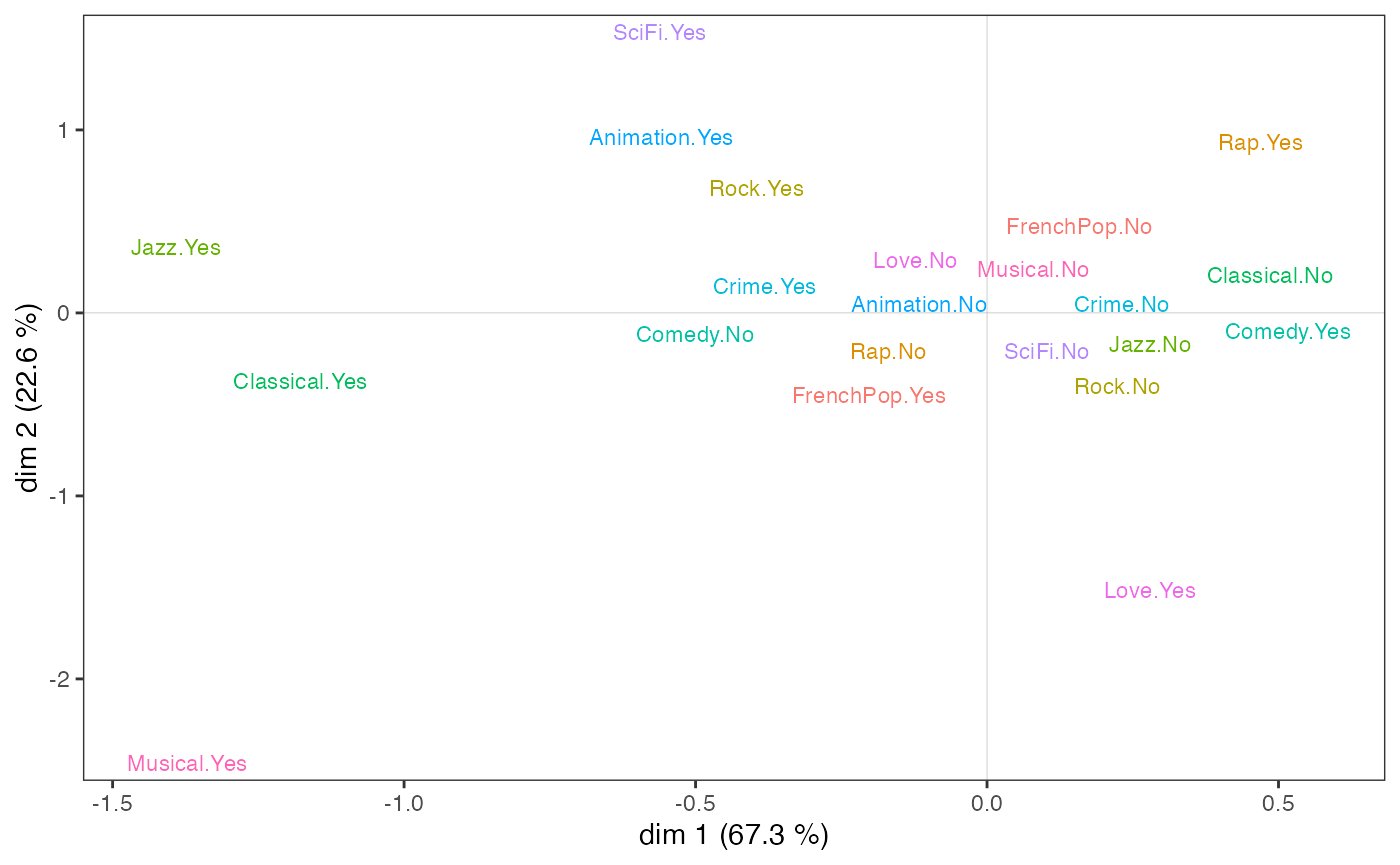 SciFi.Yes
1
Animation.Yes
Rap.Yes
Rock.Yes
FrenchPop.No
Jazz.Yes
Love.No
Musical.No
Classical.No
Crime.Yes
Animation.No
Crime.No
0
Comedy.No
Comedy.Yes
Rap.No
SciFi.No
Jazz.No
Classical.Yes
Rock.No
FrenchPop.Yes
dim 2 (22.6 %)
-1
Love.Yes
-2
Musical.Yes
-1.5 -1.0 -0.5 0.0 0.5
dim 1 (67.3 %)